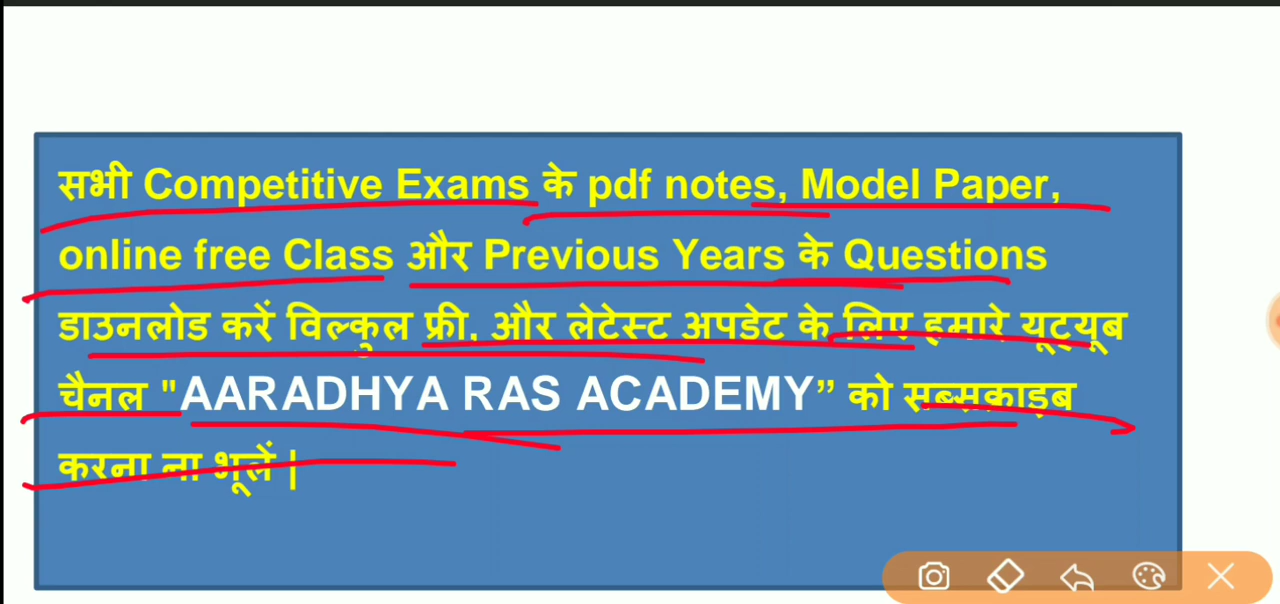 सभी Competitive Exams के pdf notes, Model Paper,
online free Class और Previous Years के Questions
डाउनलोड करें विल्कुल फ्री, और लेटेस्ट अपडेट के लिए हमारे यूट्यूब
चैनल "AARADHYA RAS ACADEMY” को सब्सक्राइब
करना ना भूलें |